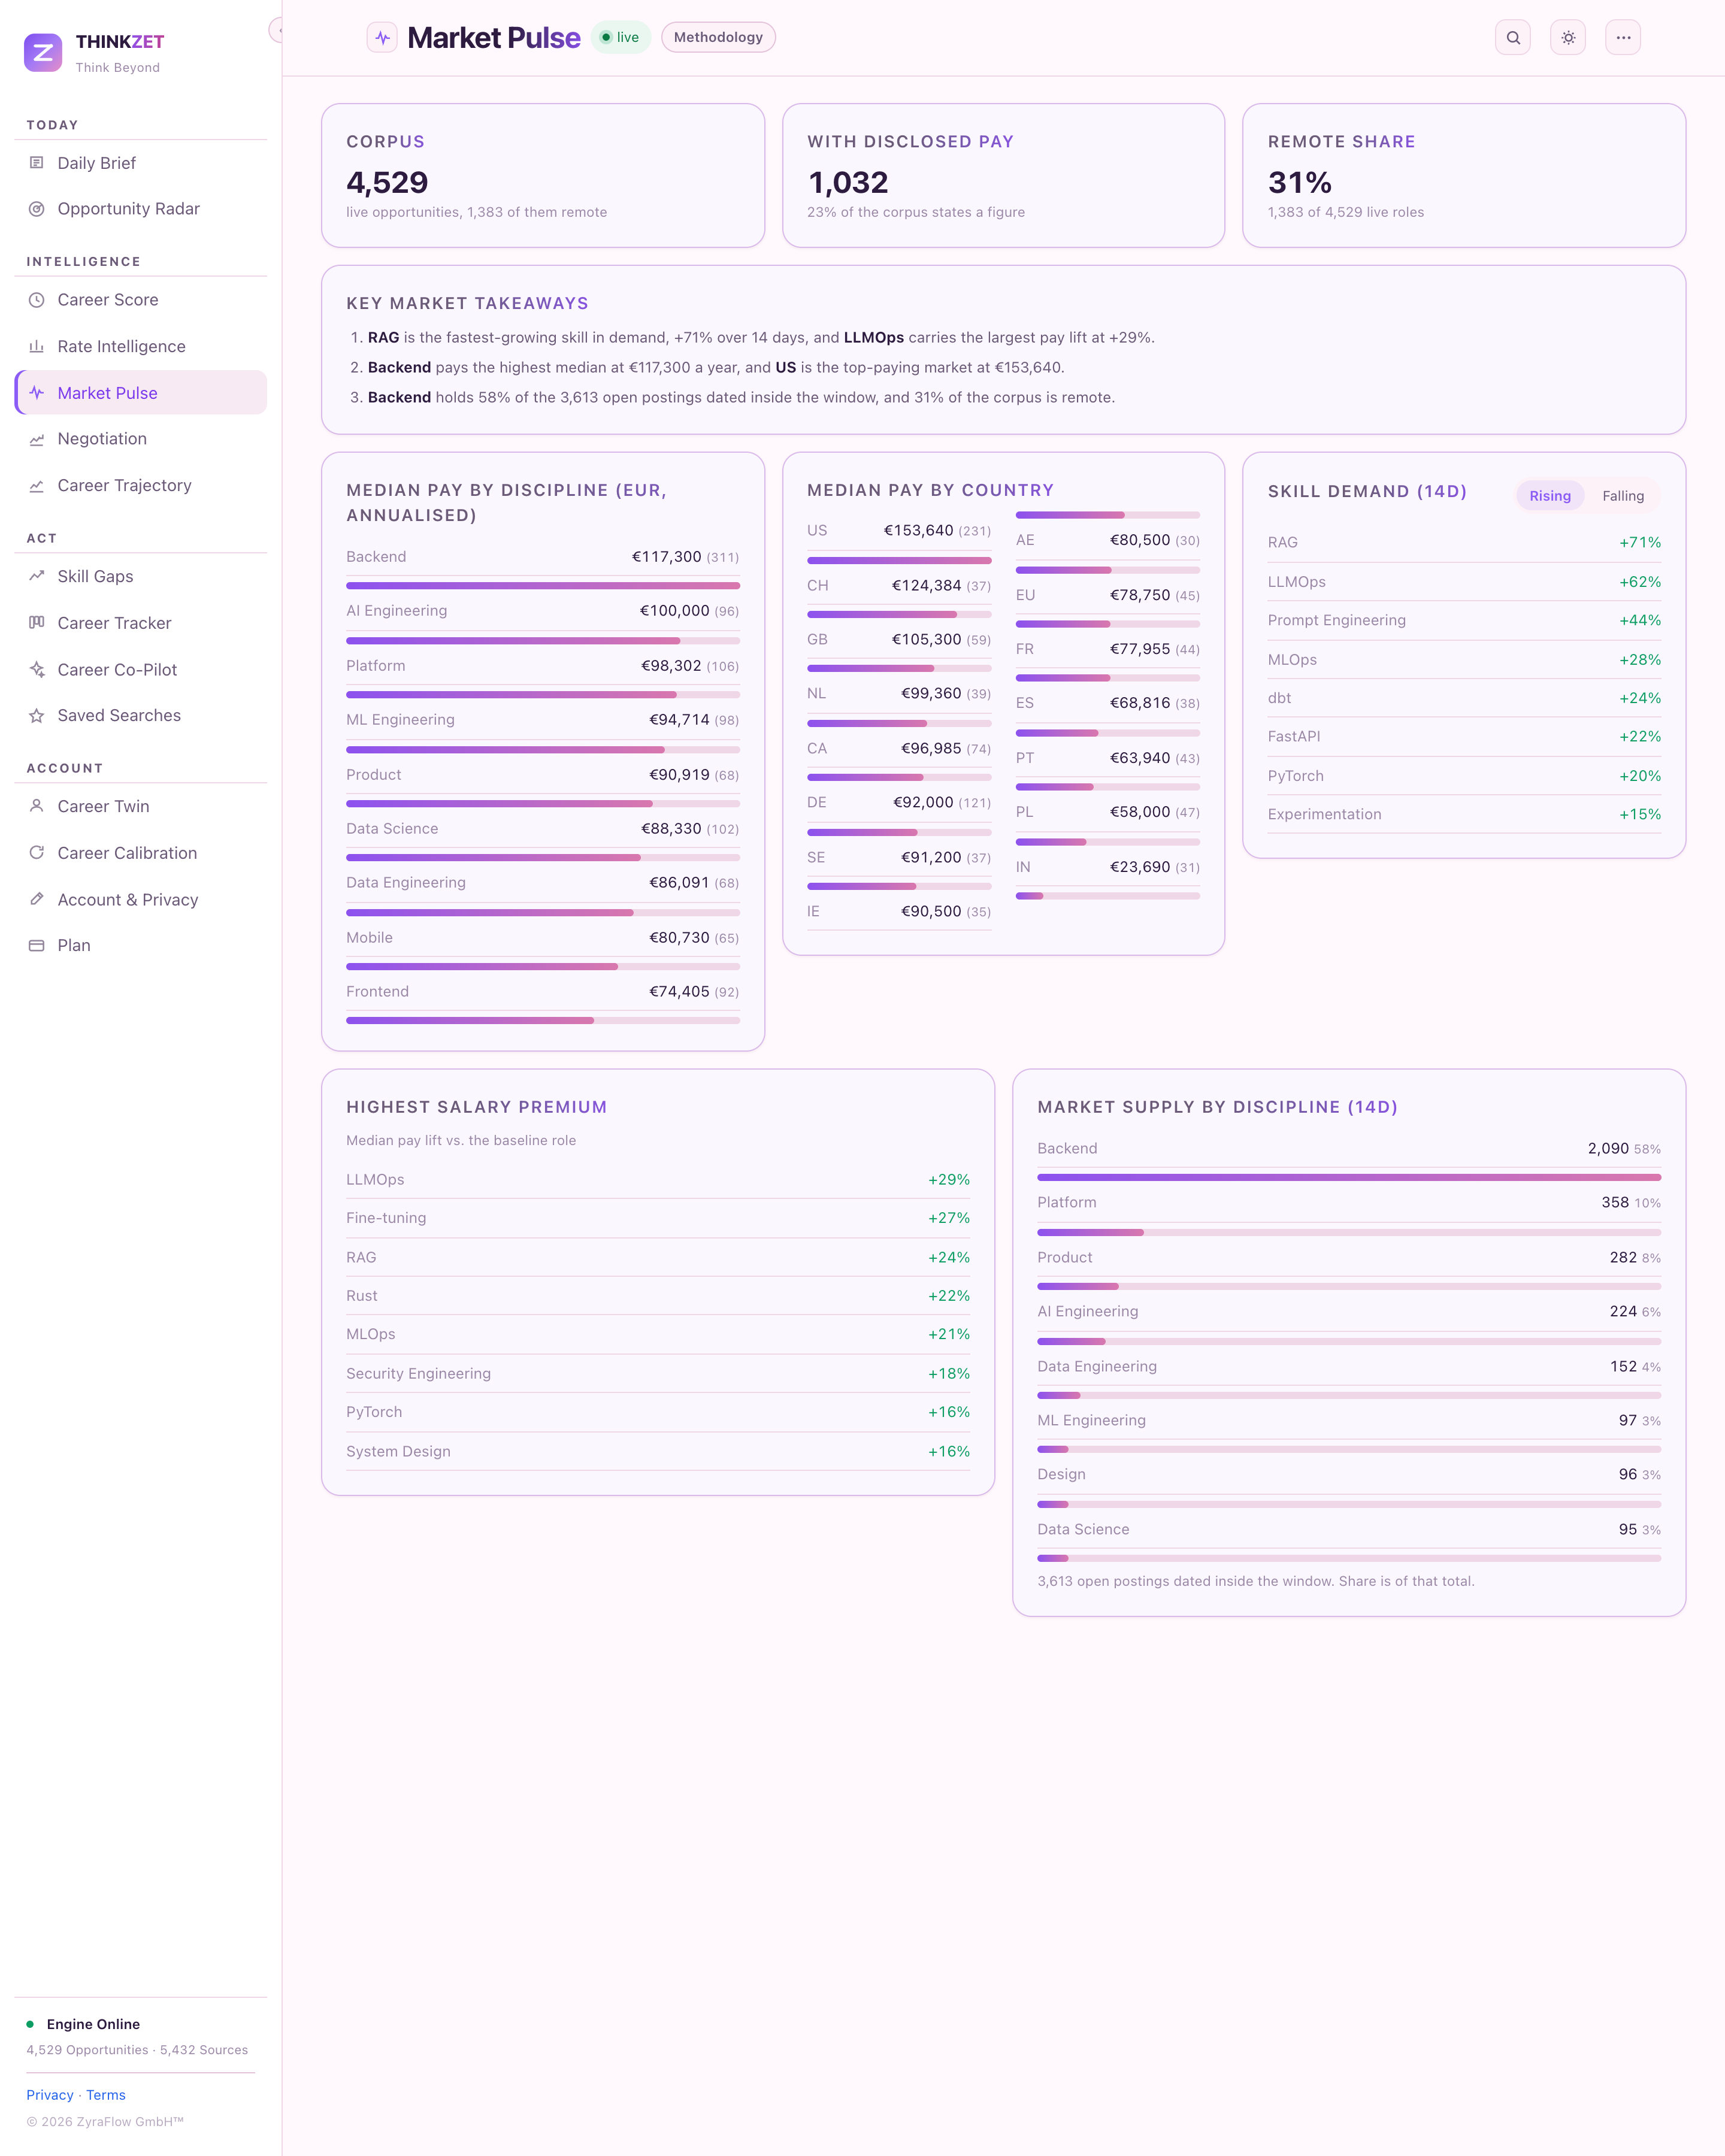 THINKZET
Think Beyond
TODAY
Daily Brief
Opportunity Radar
INTELLIGENCE
Career Score
Rate Intelligence
Market Pulse
Negotiation
Career Trajectory
ACT
Skill Gaps
Career Tracker
Career Co-Pilot
Saved Searches
ACCOUNT
Career Twin
Career Calibration
Account & Privacy
Plan
Engine Online
4,529 Opportunities · 5,432 Sources
Privacy · Terms
© 2026 ZyraFlow GmbH™
Market Pulse live Methodology
CORPUS
4,529
live opportunities, 1,383 of them remote
WITH DISCLOSED PAY
1,032
23% of the corpus states a figure
REMOTE SHARE
31%
1,383 of 4,529 live roles
KEY MARKET TAKEAWAYS
1. RAG is the fastest-growing skill in demand, +71% over 14 days, and LLMOps carries the largest pay lift at +29%.
2. Backend pays the highest median at €117,300 a year, and US is the top-paying market at €153,640.
3. Backend holds 58% of the 3,613 open postings dated inside the window, and 31% of the corpus is remote.
MEDIAN PAY BY DISCIPLINE (EUR,
ANNUALISED)
Backend €117,300 (311)
AI Engineering €100,000 (96)
Platform €98,302 (106)
ML Engineering €94,714 (98)
Product €90,919 (68)
Data Science €88,330 (102)
Data Engineering €86,091 (68)
Mobile €80,730 (65)
Frontend €74,405 (92)
MEDIAN PAY BY COUNTRY
US €153,640 (231)
CH €124,384 (37)
GB €105,300 (59)
NL €99,360 (39)
CA €96,985 (74)
DE €92,000 (121)
SE €91,200 (37)
IE €90,500 (35)
AE €80,500 (30)
EU €78,750 (45)
FR €77,955 (44)
ES €68,816 (38)
PT €63,940 (43)
PL €58,000 (47)
IN €23,690 (31)
SKILL DEMAND (14D) Rising Falling
RAG +71%
LLMOps +62%
Prompt Engineering +44%
MLOps +28%
dbt +24%
FastAPI +22%
PyTorch +20%
Experimentation +15%
HIGHEST SALARY PREMIUM
Median pay lift vs. the baseline role
LLMOps +29%
Fine-tuning +27%
RAG +24%
Rust +22%
MLOps +21%
Security Engineering +18%
PyTorch +16%
System Design +16%
MARKET SUPPLY BY DISCIPLINE (14D)
Backend 2,090 58%
Platform 358 10%
Product 282 8%
AI Engineering 224 6%
Data Engineering 152 4%
ML Engineering 97 3%
Design 96 3%
Data Science 95 3%
3,613 open postings dated inside the window. Share is of that total.